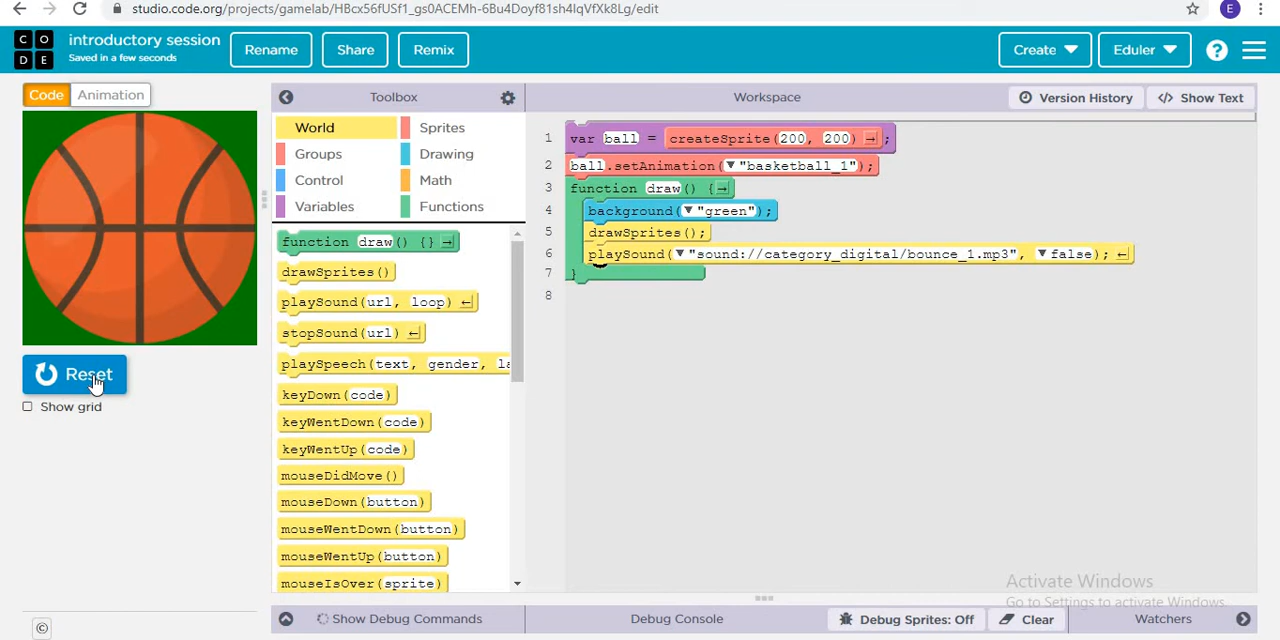 studio.code.org/projects/gamelab/HBcx56fUSf1_gs0ACEMh-6Bu4Doyf81sh4lqVfXk8Lg/edit
E
CO
DE
introductory session
Saved in a few seconds
Rename
Share
Remix
Create
Eduler
?
Code
Animation
Toolbox
Workspace
Version History
</> Show Text
World
Sprites
Groups
Drawing
Control
Math
Variables
Functions
function draw() {}
drawSprites()
playSound(url, loop)
stopSound(url)
playSpeech(text, gender, la
keyDown(code)
keyWentDown(code)
keyWentUp(code)
mouseDidMove()
mouseDown(button)
mouseWentDown(button)
mouseWentUp(button)
mouseIsOver(sprite)
1 var ball = createSprite(200, 200);
2 ball.setAnimation("basketball_1");
3 function draw() {
4 background("green");
5 drawSprites();
6 playSound("sound://category_digital/bounce_1.mp3", false);
7 }
8
Reset
Show grid
Activate Windows
Go to Settings to activate Windows.
Show Debug Commands
Debug Console
Debug Sprites: Off
Clear
Watchers
©